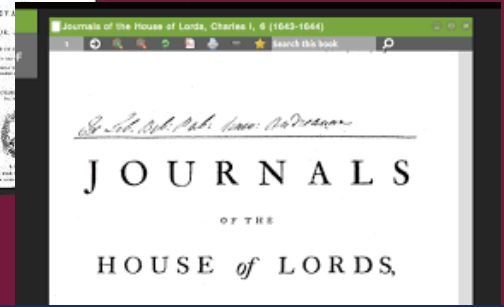 Journals of the House of Lords, Charles I, 6 (1643-1644)
1
Search this book
JOURNALS
OF THE
HOUSE of LORDS,